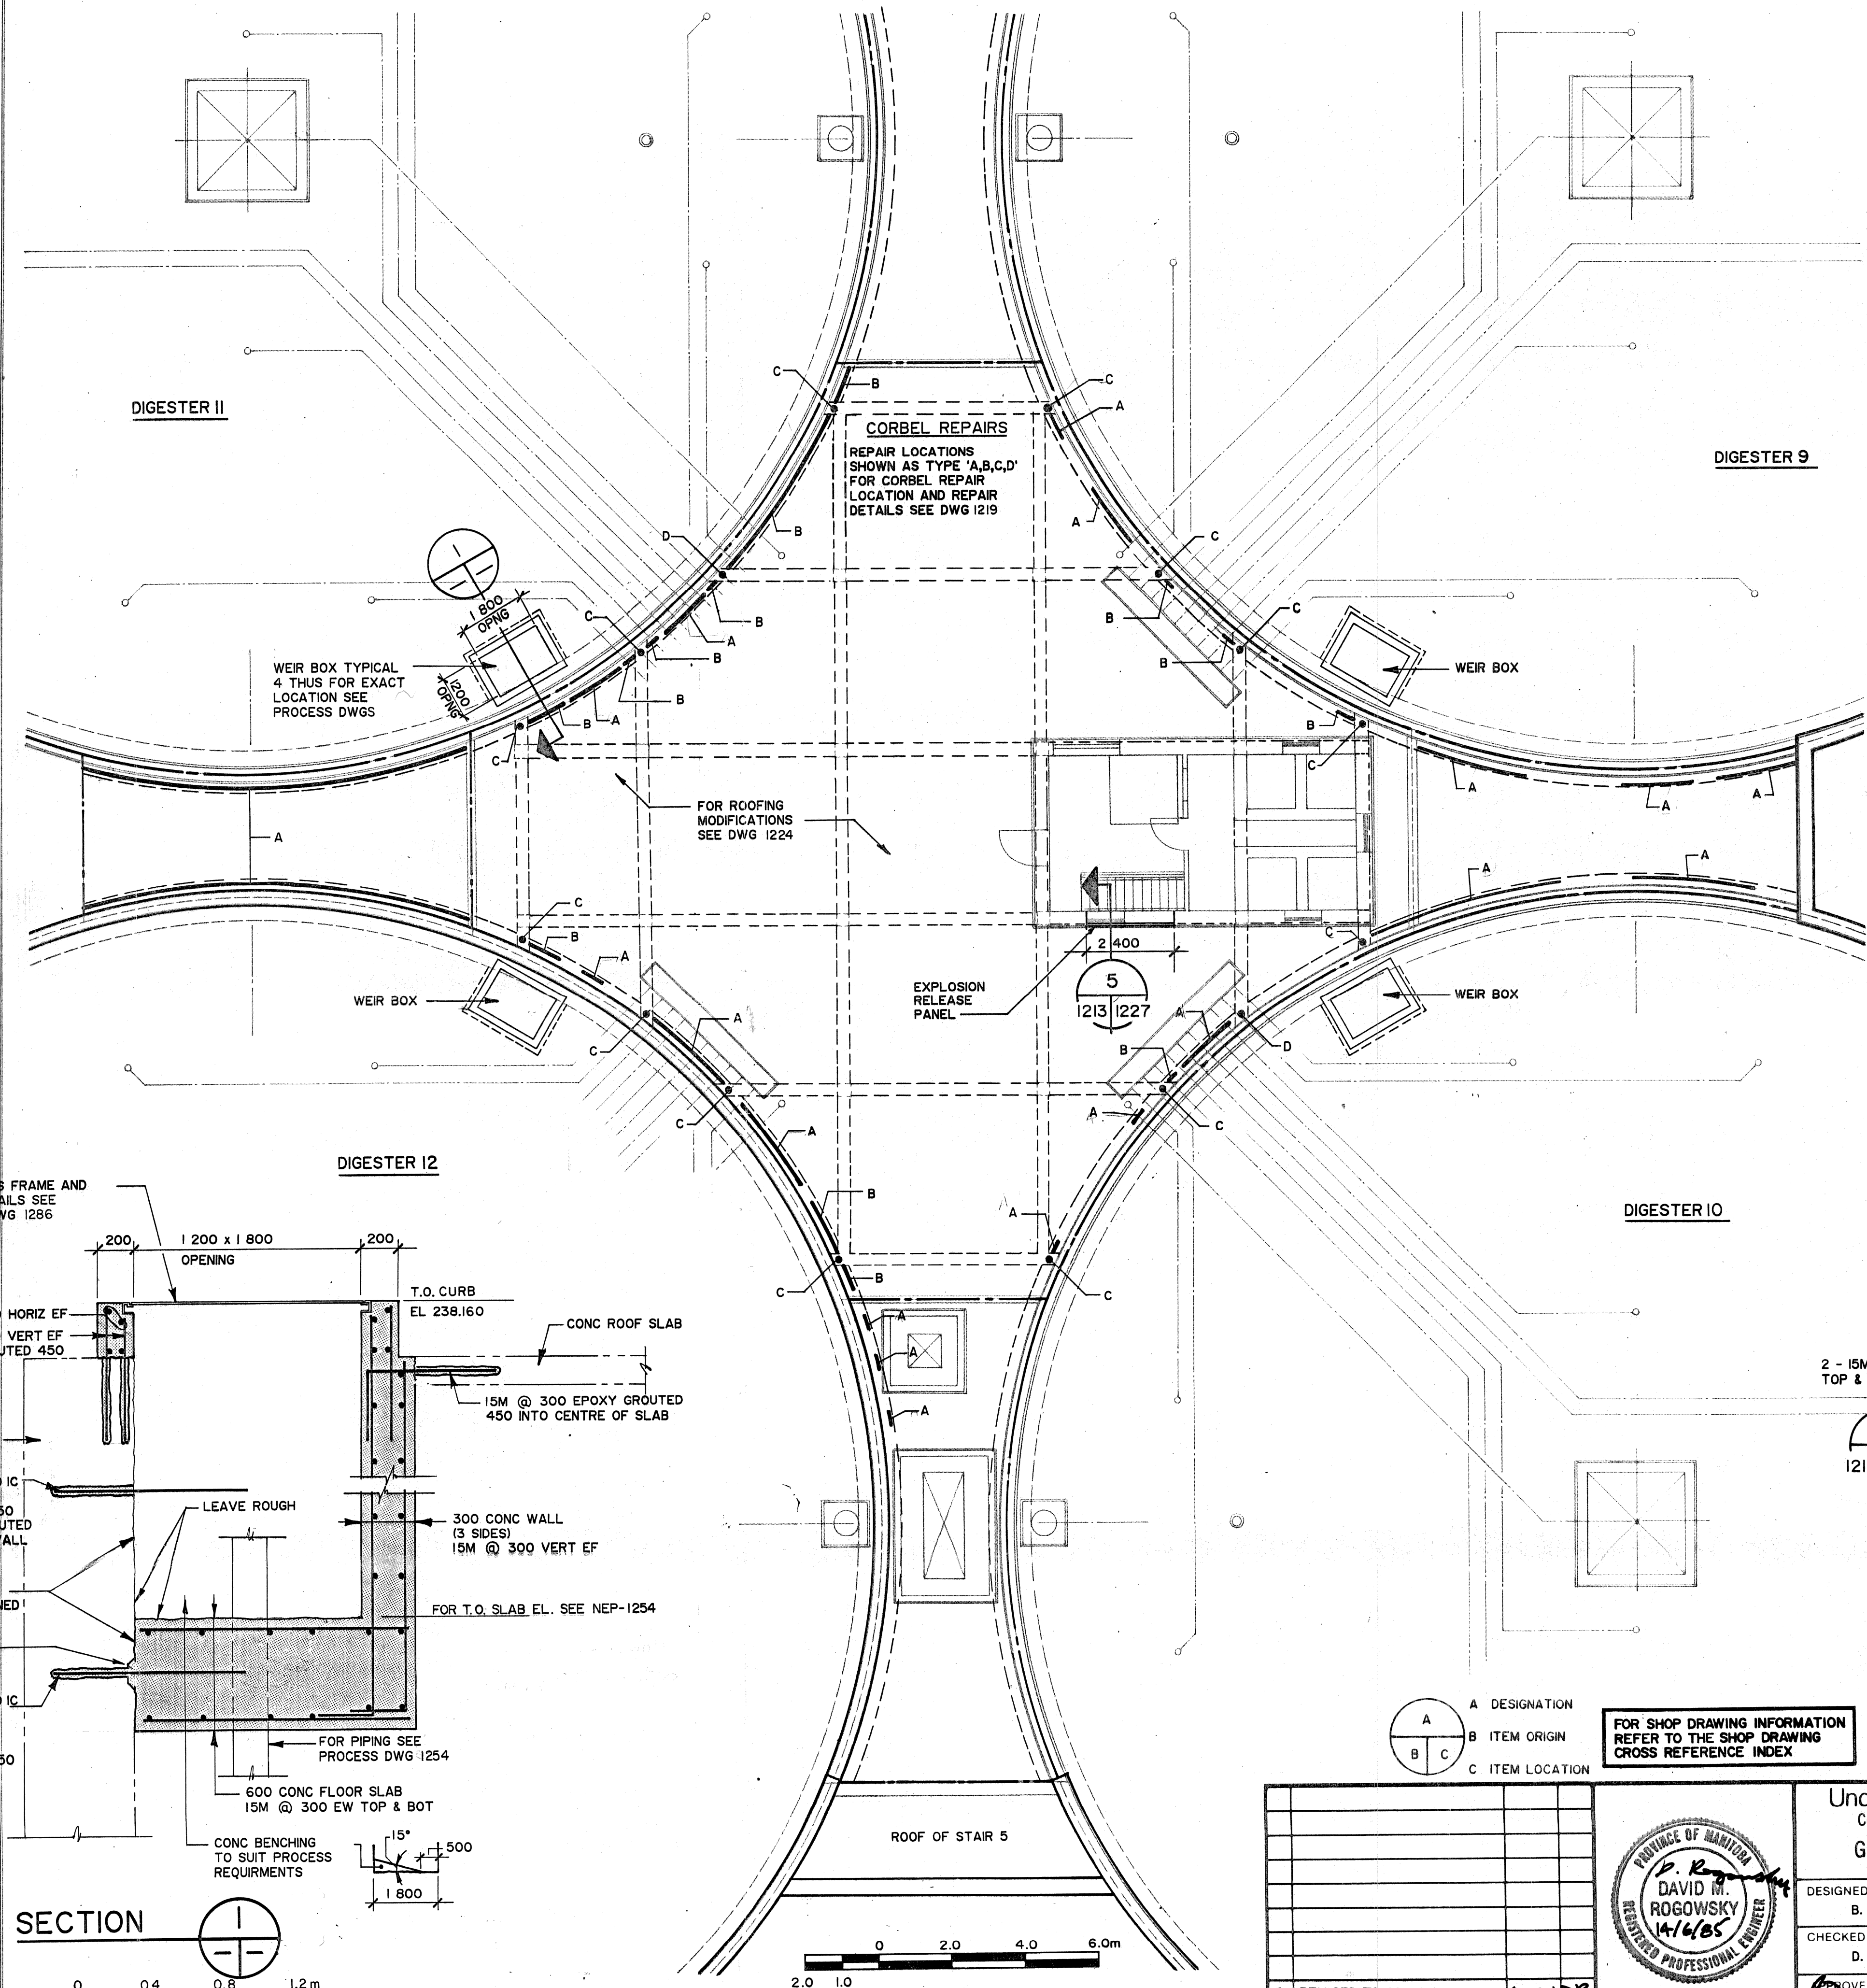 DIGESTER 11
DIGESTER 9
C
B
C
A
CORBEL REPAIRS
REPAIR LOCATIONS
SHOWN AS TYPE 'A,B,C,D'
FOR CORBEL REPAIR
LOCATION AND REPAIR
DETAILS SEE DWG 1219
B
A
D
C
1 800
OPNG
C
B
A
B
B
C
B
WEIR BOX TYPICAL
4 THUS FOR EXACT
LOCATION SEE
PROCESS DWGS
1200
OPNG
B
A
B
WEIR BOX
B
C
C
A
A
A
FOR ROOFING
MODIFICATIONS
SEE DWG 1224
A
A
A
C
B
A
C
2 400
WEIR BOX
EXPLOSION
RELEASE
PANEL
5
1213 1227
WEIR BOX
A
C
A
B
D
C
A
A
C
B
A
C
B
C
A
A
A
DIGESTER 12
DIGESTER 10
FRAME AND
SEE
1286
200
1 200 x 1 800
OPENING
200
T.O. CURB
EL 238.160
HORIZ EF
VERT EF
450
CONC ROOF SLAB
15M @ 300 EPOXY GROUTED
450 INTO CENTRE OF SLAB
2 - 15M
TOP &
LEAVE ROUGH
300 CONC WALL
(3 SIDES)
15M @ 300 VERT EF
FOR T.O. SLAB EL. SEE NEP-1254
FOR PIPING SEE
PROCESS DWG 1254
600 CONC FLOOR SLAB
15M @ 300 EW TOP & BOT
CONC BENCHING
TO SUIT PROCESS
REQUIRMENTS
15°
500
1 800
SECTION
1
0 0.4 0.8 1.2 m
ROOF OF STAIR 5
0 2.0 4.0 6.0m
2.0 1.0
A
B C
A DESIGNATION
B ITEM ORIGIN
C ITEM LOCATION
FOR SHOP DRAWING INFORMATION
REFER TO THE SHOP DRAWING
CROSS REFERENCE INDEX
PROVINCE OF MANITOBA
D. Rogowsky
DAVID M.
ROGOWSKY
14/6/85
REGISTERED PROFESSIONAL ENGINEER
DESIGNED
B.
CHECKED
D.